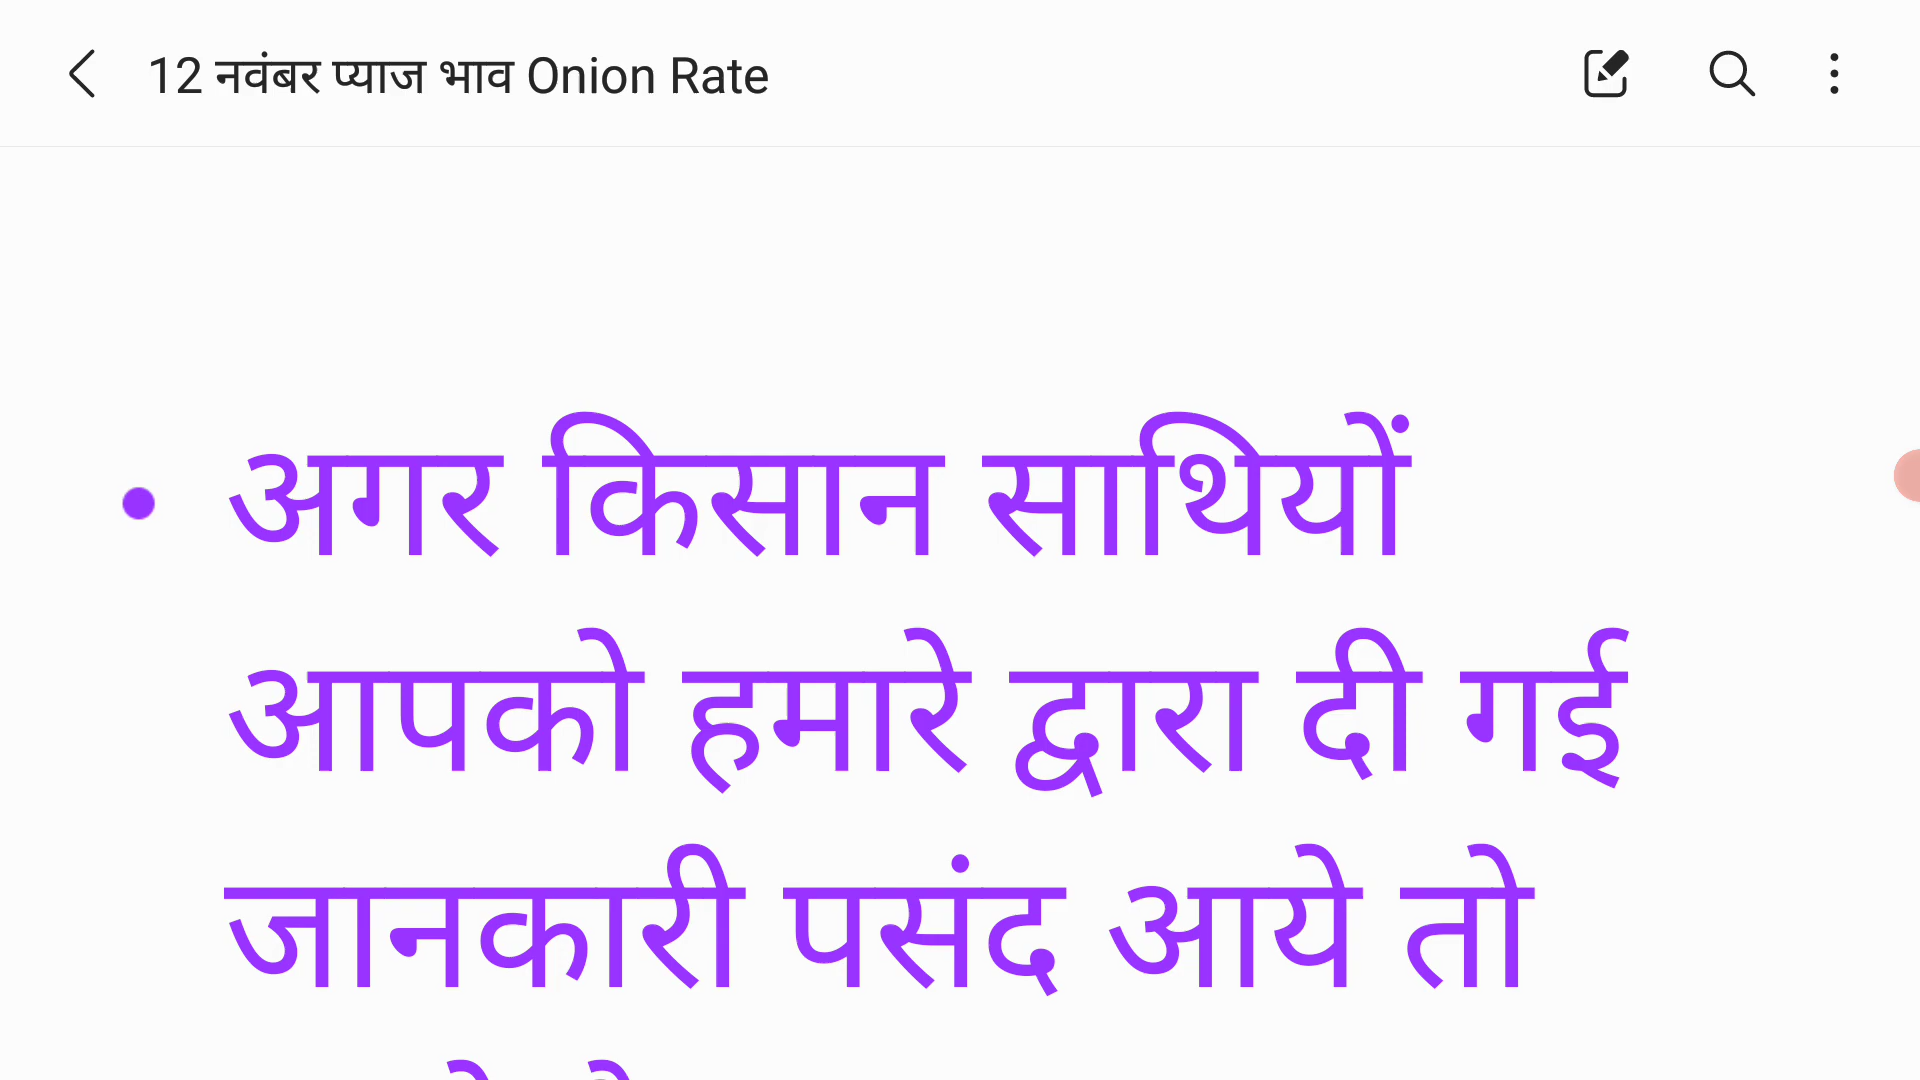 12 नवंबर प्याज भाव Onion Rate
• अगर किसान साथियों
आपको हमारे द्वारा दी गई
जानकारी पसंद आये तो